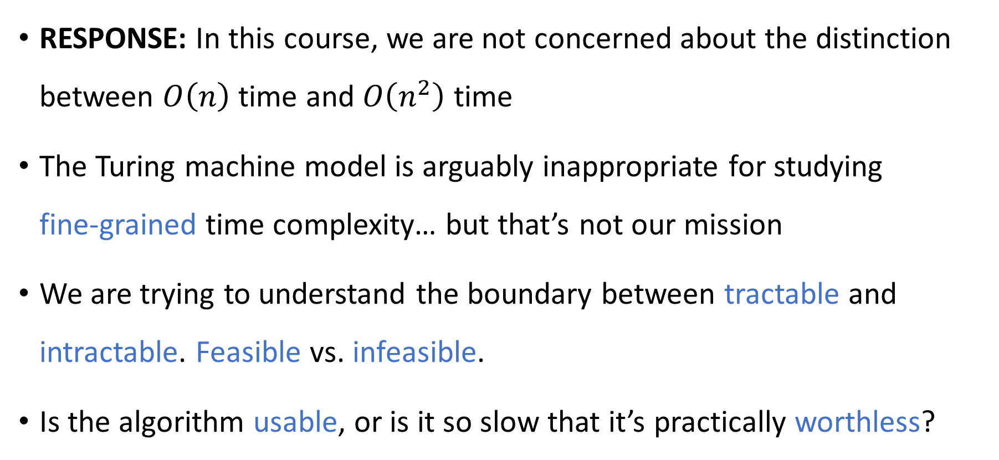 • RESPONSE: In this course, we are not concerned about the distinction
between O(n) time and O(n²) time
• The Turing machine model is arguably inappropriate for studying
fine-grained time complexity… but that’s not our mission
• We are trying to understand the boundary between tractable and
intractable. Feasible vs. infeasible.
• Is the algorithm usable, or is it so slow that it’s practically worthless?